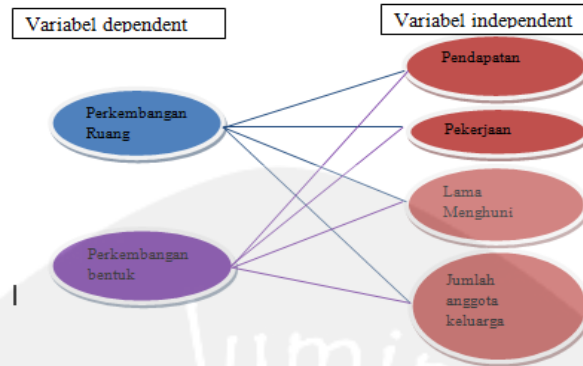 Variabel dependent
Variabel independent
Perkembangan
Ruang
Perkembangan
bentuk
Pendapatan
Pekerjaan
Lama
Menghuni
Jumlah
anggota
keluarga